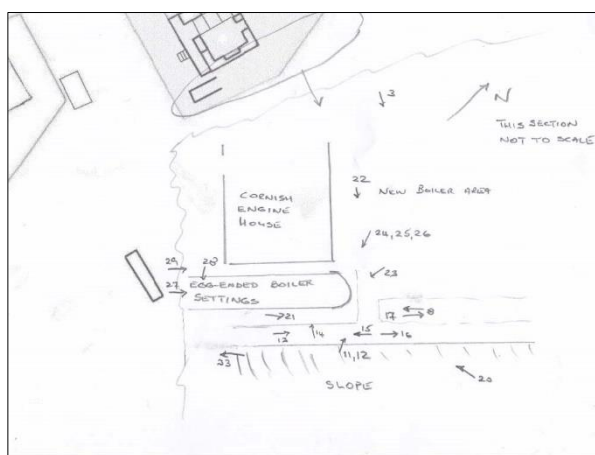 3
N
THIS SECTION
NOT TO SCALE
22
NEW BOILER AREA
CORNISH
ENGINE
HOUSE
24, 25, 26
29
28
23
27
EGG-ENDED BOILER
SETTINGS
21
17
8
14
15
16
13
11,12
23
20
SLOPE